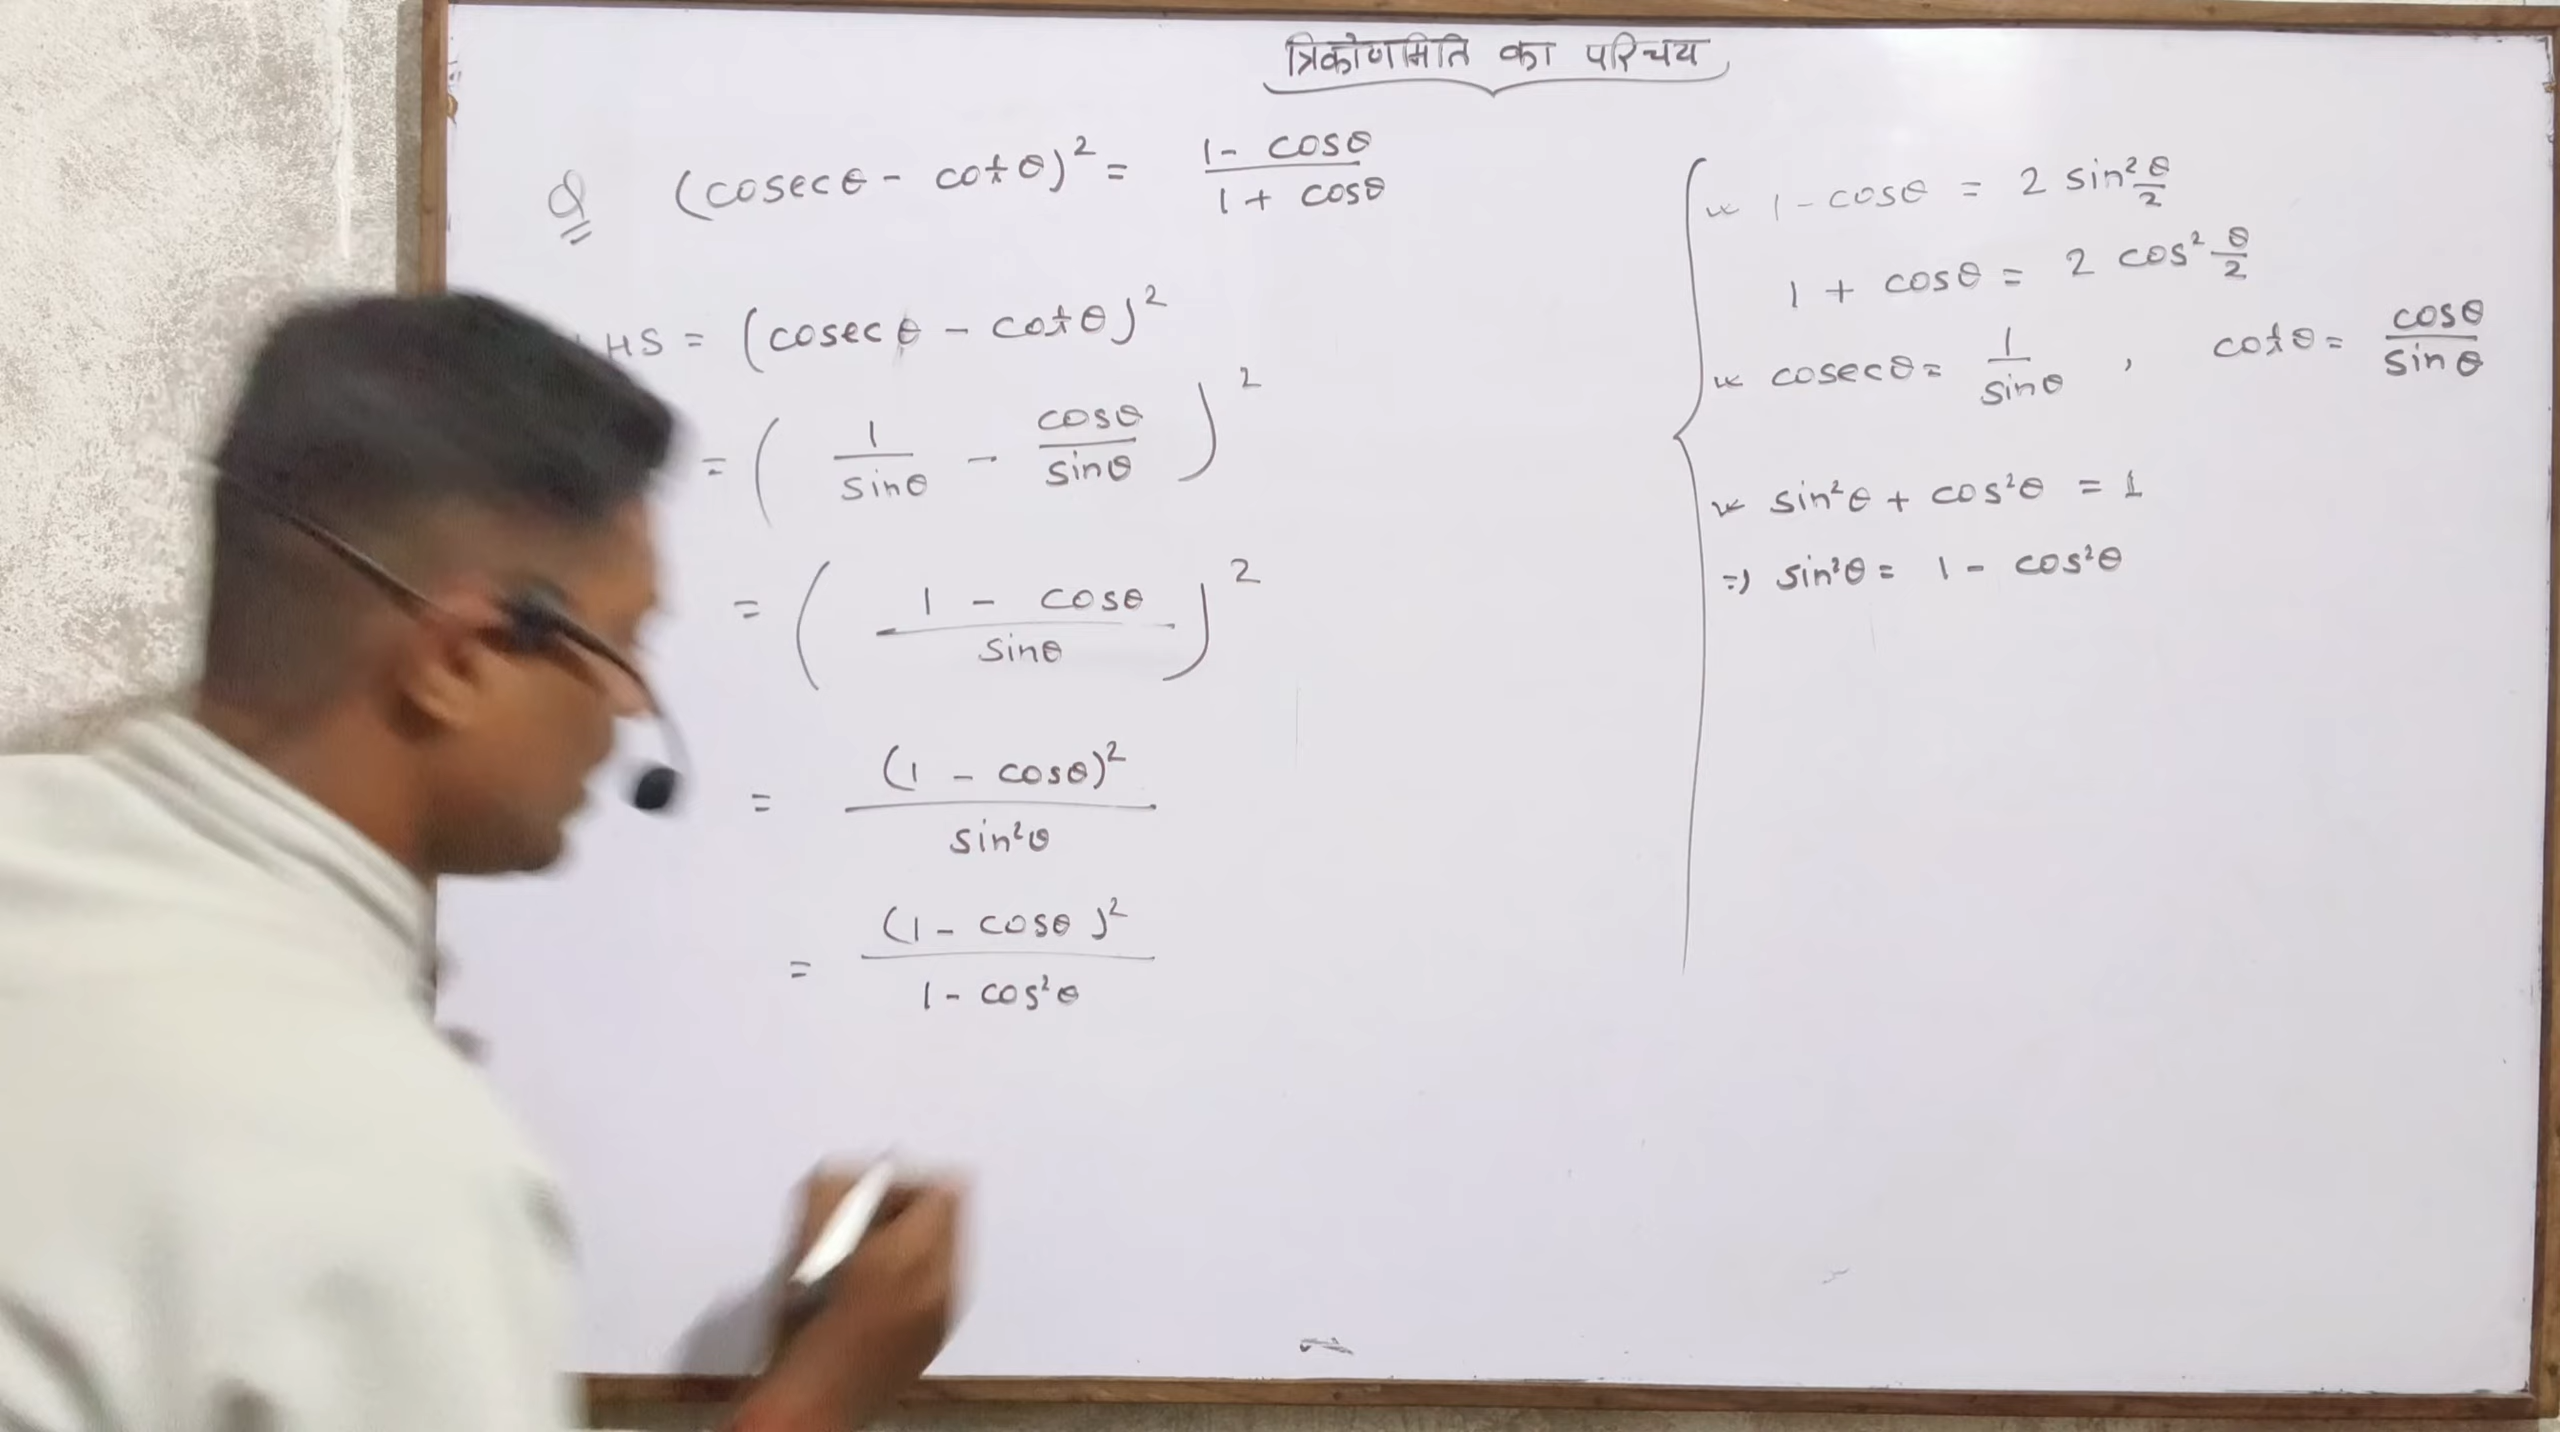 त्रिकोणमिति का परिचय
Q (cosecθ - cotθ)² = (1 - cosθ)/(1 + cosθ)
HS = (cosecθ - cotθ)²
= (1/sinθ - cosθ/sinθ)²
= ((1 - cosθ)/sinθ)²
= (1 - cosθ)²/sin²θ
= (1 - cosθ)²/(1 - cos²θ)
1 - cosθ = 2 sin² θ/2
1 + cosθ = 2 cos² θ/2
cosecθ = 1/sinθ , cotθ = cosθ/sinθ
sin²θ + cos²θ = 1
=) sin²θ = 1 - cos²θ